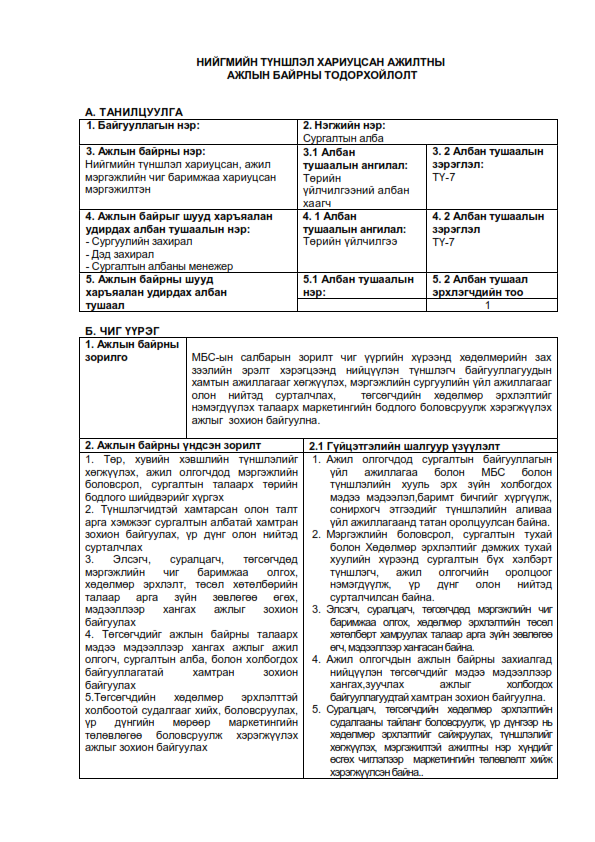 НИЙГМИЙН ТҮНШЛЭЛ ХАРИУЦСАН АЖИЛТНЫ
АЖЛЫН БАЙРНЫ ТОДОРХОЙЛОЛТ
А. ТАНИЛЦУУЛГА
1. Байгууллагын нэр:
2. Нэгжийн нэр:
Сургалтын алба
3. Ажлын байрны нэр:
Нийгмийн түншлэл хариуцсан, ажил
мэргэжлийн чиг баримжаа хариуцсан
мэргэжилтэн
3.1 Албан
тушаалын ангилал:
Төрийн
үйлчилгээний албан
хаагч
3. 2 Албан тушаалын
зэрэглэл:
ТҮ-7
4. Ажлын байрыг шууд харъяалан
удирдах албан тушаалын нэр:
- Сургуулийн захирал
- Дэд захирал
- Сургалтын албаны менежер
4. 1 Албан
тушаалын ангилал:
Төрийн үйлчилгээ
4. 2 Албан тушаалын
зэрэглэл
ТҮ-7
5. Ажлын байрны шууд
харъяалан удирдах албан
тушаал
5.1 Албан тушаалын
нэр:
5. 2 Албан тушаал
эрхлэгчдийн тоо
1
Б. ЧИГ ҮҮРЭГ
1. Ажлын байрны
зорилго
МБС-ын салбарын зорилт чиг үүргийн хүрээнд хөдөлмөрийн зах
зээлийн эрэлт хэрэгцээнд нийцүүлэн түншлэгч байгууллагуудын
хамтын ажиллагааг хөгжүүлэх, мэргэжлийн сургуулийн үйл ажиллагааг
олон нийтэд сурталчлах, төгсөгчдийн хөдөлмөр эрхлэлтийг
нэмэгдүүлэх талаарх маркетингийн бодлого боловсруулж хэрэгжүүлэх
ажлыг зохион байгуулна.
2. Ажлын байрны үндсэн зорилт
1. Төр, хувийн хэвшлийн түншлэлийг
хөгжүүлэх, ажил олгогчдод мэргэжлийн
боловсрол, сургалтын талаарх төрийн
бодлого шийдвэрийг хүргэх
2. Түншлэгчидтэй хамтарсан олон талт
арга хэмжээг сургалтын албатай хамтран
зохион байгуулах, үр дүнг олон нийтэд
сурталчлах
3. Элсэгч, суралцагч, төгсөгчдөд
мэргэжлийн чиг баримжаа олгох,
хөдөлмөр эрхлэлт, төсөл хөтөлбөрийн
талаар арга зүйн зөвлөгөө өгөх,
мэдээллээр хангах ажлыг зохион
байгуулах
4. Төгсөгчдийг ажлын байрны талаарх
мэдээ мэдээллээр хангах ажлыг ажил
олгогч, сургалтын алба, болон холбогдох
байгууллагатай хамтран зохион
байгуулах
5.Төгсөгчдийн хөдөлмөр эрхлэлттэй
холбоотой судалгааг хийх, боловсруулах,
үр дүнгийн мөрөөр маркетингийн
төлөвлөгөө боловсруулж хэрэгжүүлэх
ажлыг зохион байгуулах
2.1 Гүйцэтгэлийн шалгуур үзүүлэлт
1. Ажил олгогчдод сургалтын байгууллагын
үйл ажиллагаа болон МБС болон
түншлэлийн хууль эрх зүйн холбогдох
мэдээ мэдээлэл,баримт бичгийг хүргүүлж,
сонирхогч этгээдийг түншлэлийн аливаа
үйл ажиллагаанд татан оролцуулсан байна.
2. Мэргэжлийн боловсрол, сургалтын тухай
болон Хөдөлмөр эрхлэлтийг дэмжих тухай
хуулийн хүрээнд сургалтын бүх хэлбэрт
түншлэгч, ажил олгогчийн оролцоог
нэмэгдүүлж, үр дүнг олон нийтэд
сурталчилсан байна.
3. Элсэгч, суралцагч, төгсөгчдөд мэргэжлийн чиг
баримжаа олгох, хөдөлмөр эрхлэлтийн төсөл
хөтөлбөрт хамруулах талаар арга зүйн зөвлөгөө
өгч, мэдээллээр хангасан байна.
4. Ажил олгогчдын ажлын байрны захиалгад
нийцүүлэн төгсөгчдийг мэдээ мэдээллээр
хангах,зуучлах ажлыг холбогдох
байгууллагуудтай хамтран зохион байгуулна.
5. Суралцагч, төгсөгчдийн хөдөлмөр эрхлэлтийн
судалгааны тайланг боловсруулж, үр дүнгээр нь
хөдөлмөр эрхлэлтийг сайжруулах, түншлэлийг
хөгжүүлэх, мэргэжилтэй ажилтны нэр хүндийг
өсгөх чиглэлээр маркетингийн төлөвлөлт хийж
хэрэгжүүлсэн байна..